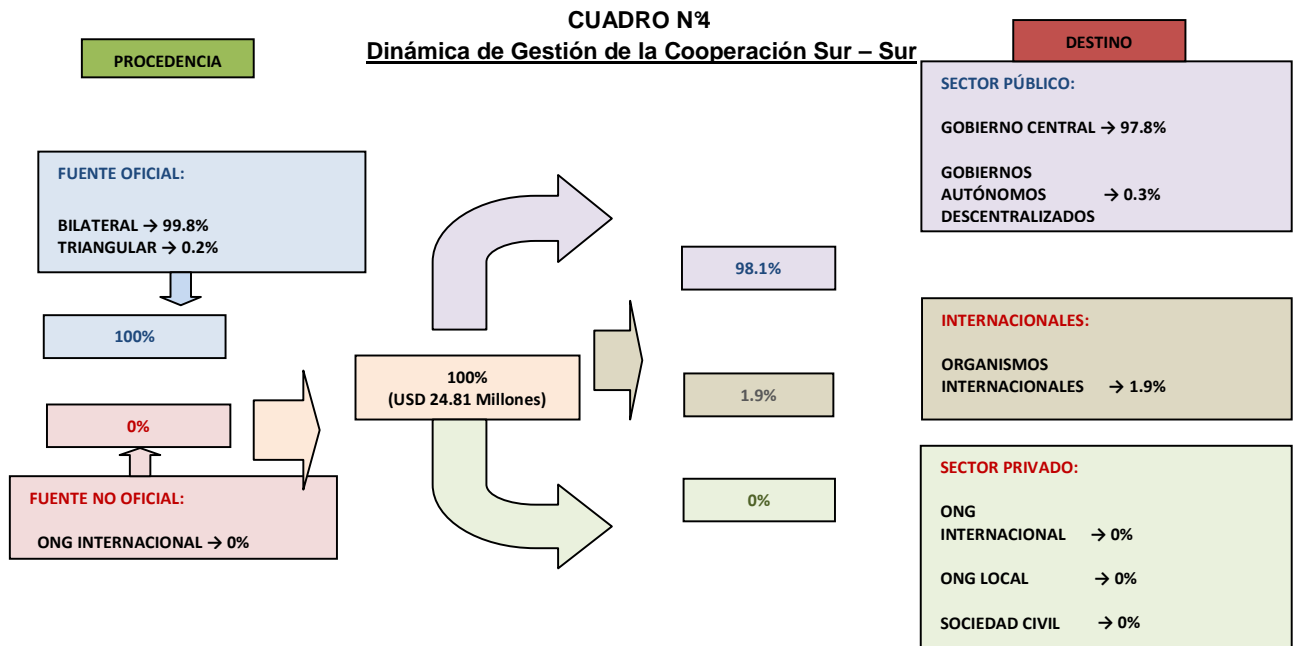 CUADRO N°4
Dinámica de Gestión de la Cooperación Sur – Sur
PROCEDENCIA
FUENTE OFICIAL:
BILATERAL → 99.8%
TRIANGULAR → 0.2%
100%
0%
FUENTE NO OFICIAL:
ONG INTERNACIONAL → 0%
100%
(USD 24.81 Millones)
98.1%
1.9%
0%
DESTINO
SECTOR PÚBLICO:
GOBIERNO CENTRAL → 97.8%
GOBIERNOS
AUTÓNOMOS → 0.3%
DESCENTRALIZADOS
INTERNACIONALES:
ORGANISMOS
INTERNACIONALES → 1.9%
SECTOR PRIVADO:
ONG
INTERNACIONAL → 0%
ONG LOCAL → 0%
SOCIEDAD CIVIL → 0%